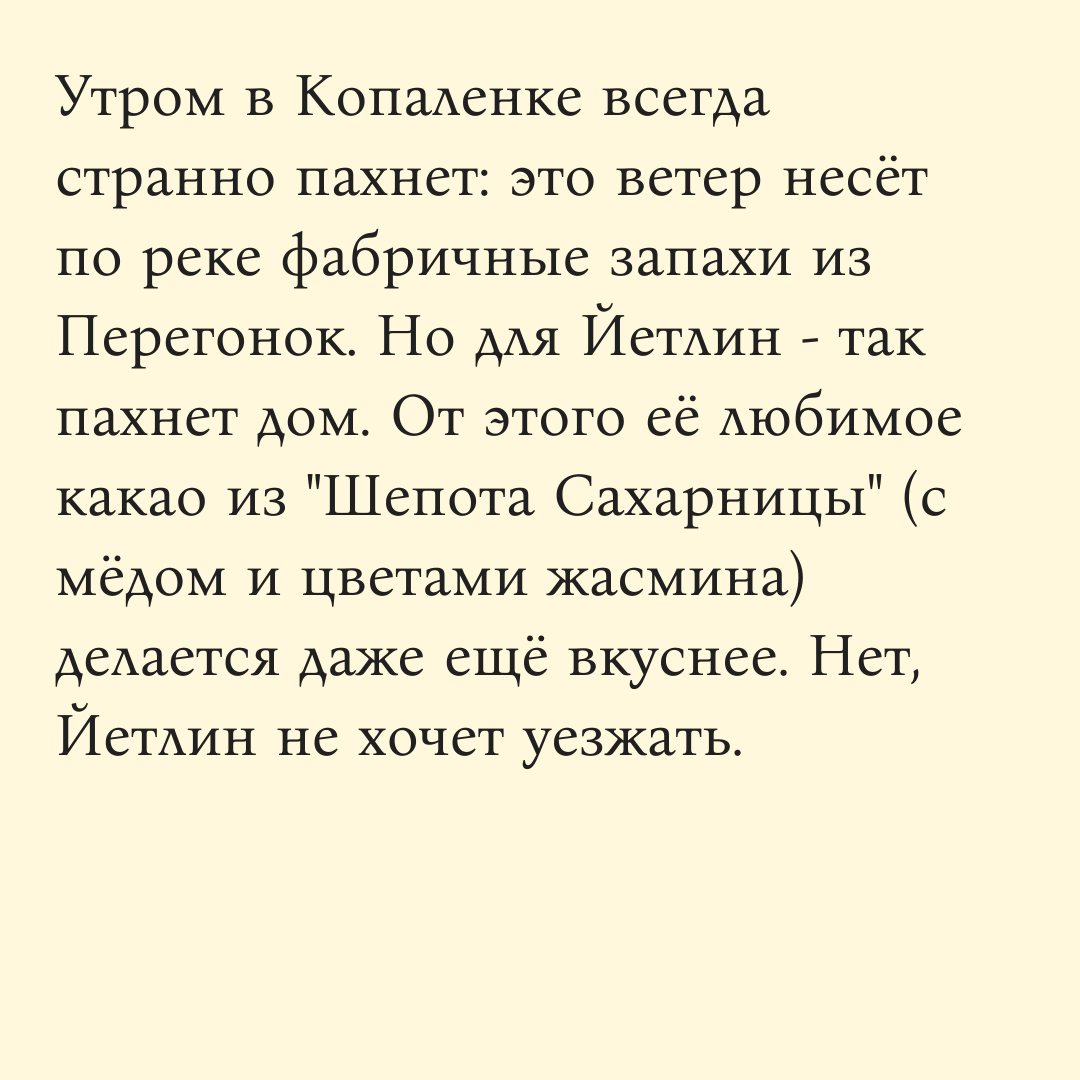 Утром в Копаленке всегда
странно пахнет: это ветер несёт
по реке фабричные запахи из
Перегонок. Но для Йетлин - так
пахнет дом. От этого её любимое
какао из "Шепота Сахарницы" (с
мёдом и цветами жасмина)
делается даже ещё вкуснее. Нет,
Йетлин не хочет уезжать.